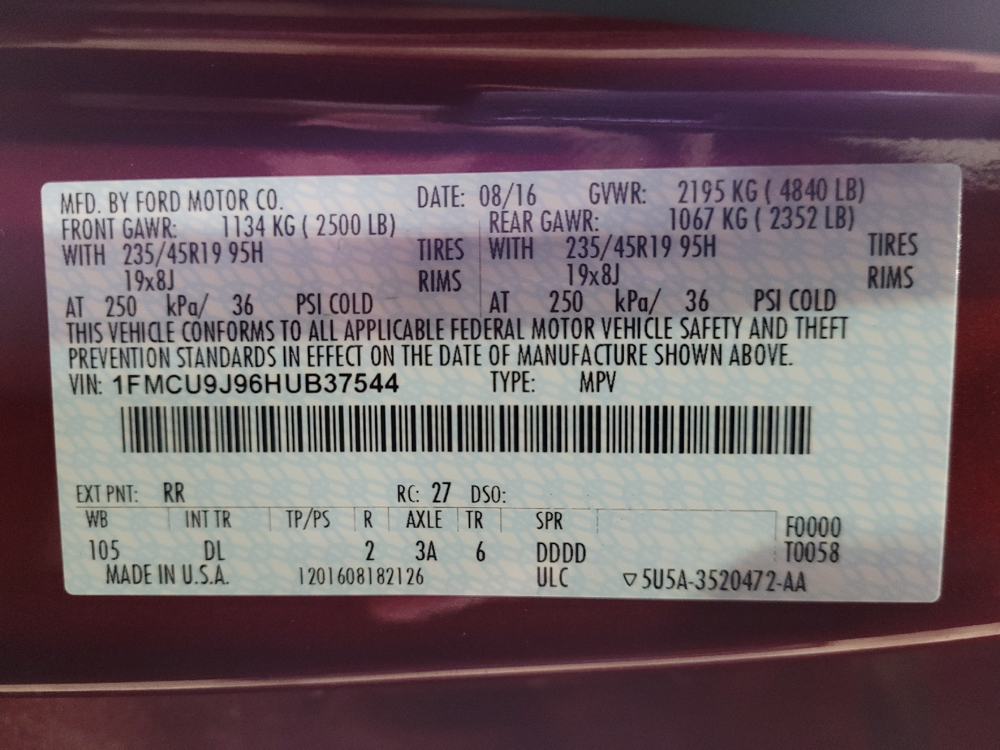 MFD. BY FORD MOTOR CO. DATE: 08/16 GVWR: 2195 KG ( 4840 LB)
FRONT GAWR: 1134 KG ( 2500 LB) REAR GAWR: 1067 KG ( 2352 LB)
WITH 235/45R19 95H TIRES WITH 235/45R19 95H TIRES
19x8J RIMS 19x8J RIMS
AT 250 kPa/ 36 PSI COLD AT 250 kPa/ 36 PSI COLD
THIS VEHICLE CONFORMS TO ALL APPLICABLE FEDERAL MOTOR VEHICLE SAFETY AND THEFT
PREVENTION STANDARDS IN EFFECT ON THE DATE OF MANUFACTURE SHOWN ABOVE.
VIN: 1FMCU9J96HUB37544 TYPE: MPV
EXT PNT: RR RC: 27 DSO:
WB INT TR TP/PS R AXLE TR SPR F0000
105 DL 2 3A 6 DDDD T0058
MADE IN U.S.A. 1201608182126 ULC ▽5U5A-3520472-AA